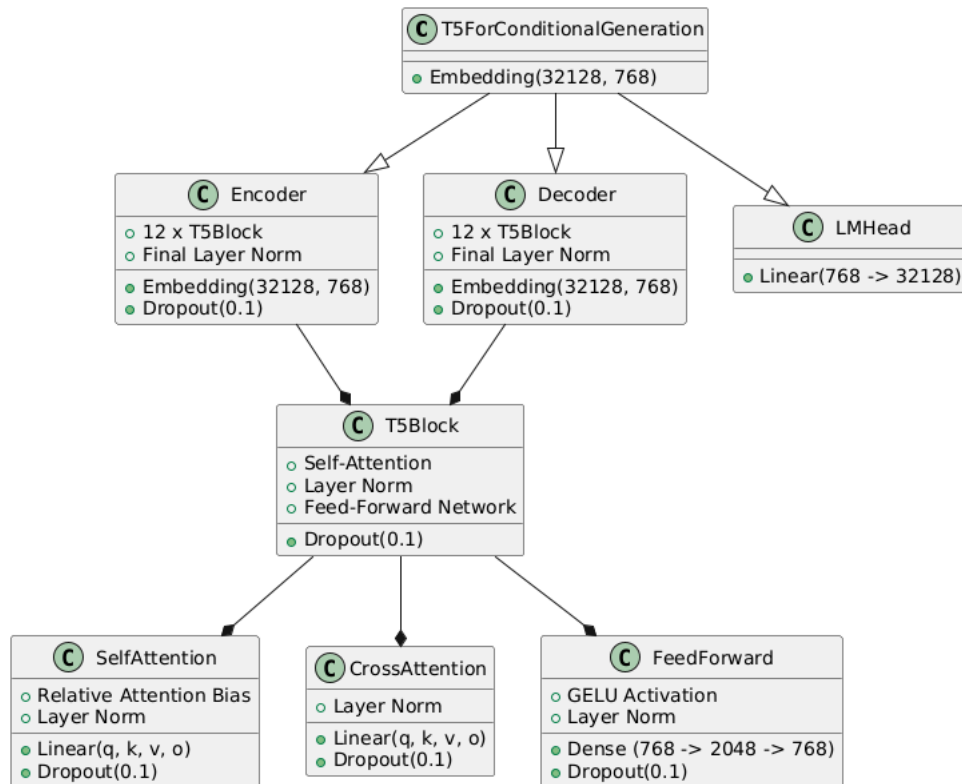 C T5ForConditionalGeneration
Embedding(32128, 768)
C Encoder
12 x T5Block
Final Layer Norm
Embedding(32128, 768)
Dropout(0.1)
C Decoder
12 x T5Block
Final Layer Norm
Embedding(32128, 768)
Dropout(0.1)
C LMHead
Linear(768 -> 32128)
C T5Block
Self-Attention
Layer Norm
Feed-Forward Network
Dropout(0.1)
C SelfAttention
Relative Attention Bias
Layer Norm
Linear(q, k, v, o)
Dropout(0.1)
C CrossAttention
Layer Norm
Linear(q, k, v, o)
Dropout(0.1)
C FeedForward
GELU Activation
Layer Norm
Dense (768 -> 2048 -> 768)
Dropout(0.1)